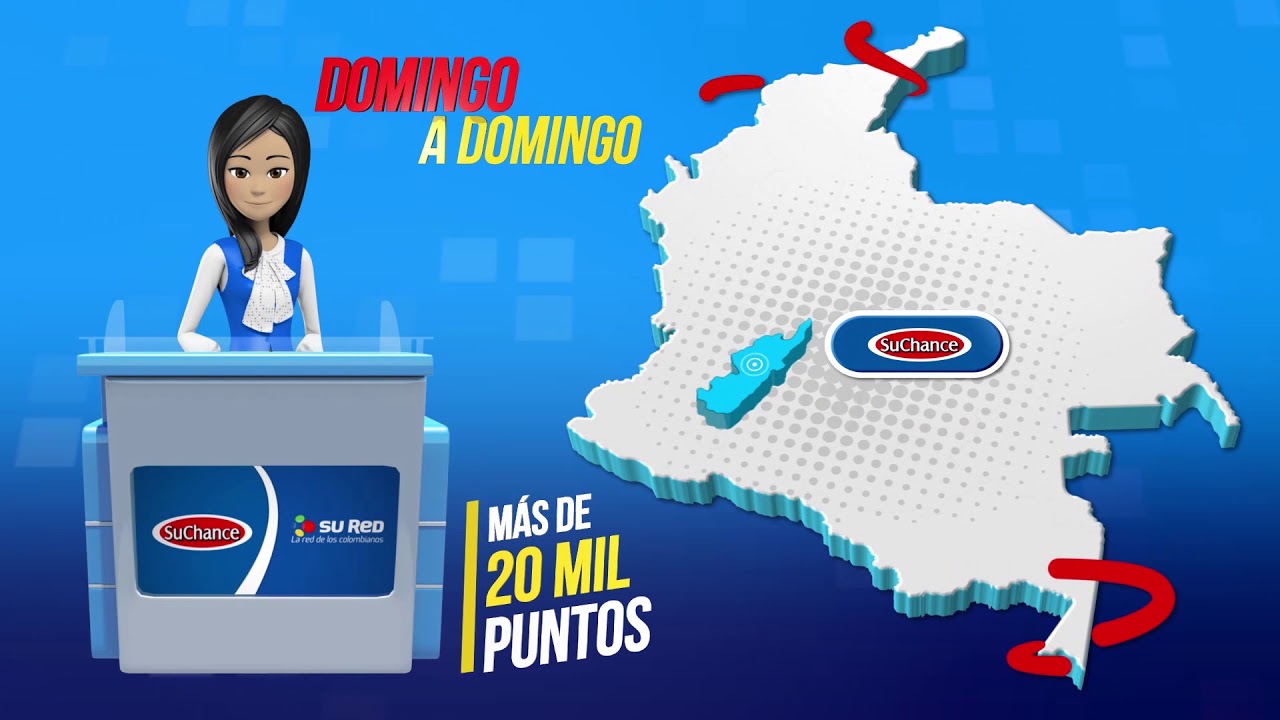 DOMINGO
A DOMINGO
SuChance
SuChance
su Red
La red de los colombianos
MÁS DE
20 MIL
PUNTOS